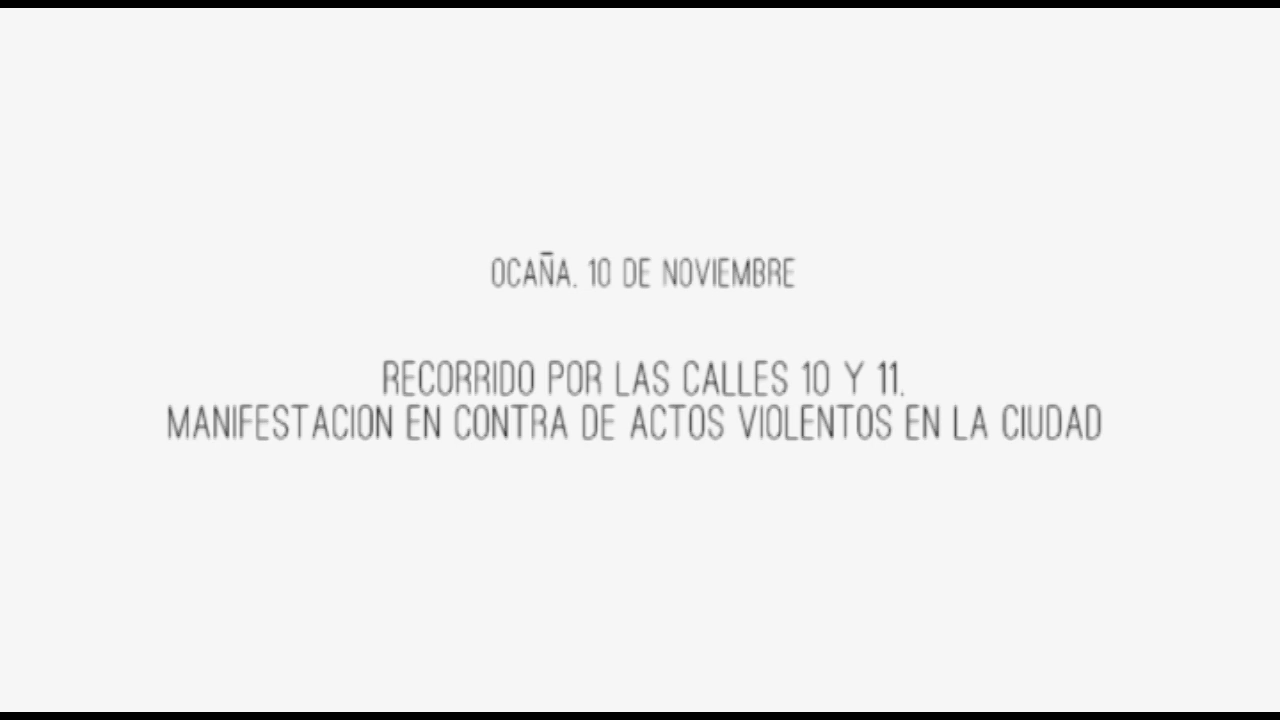 OCAÑA. 10 DE NOVIEMBRE
RECORRIDO POR LAS CALLES 10 Y 11.
MANIFESTACION EN CONTRA DE ACTOS VIOLENTOS EN LA CIUDAD